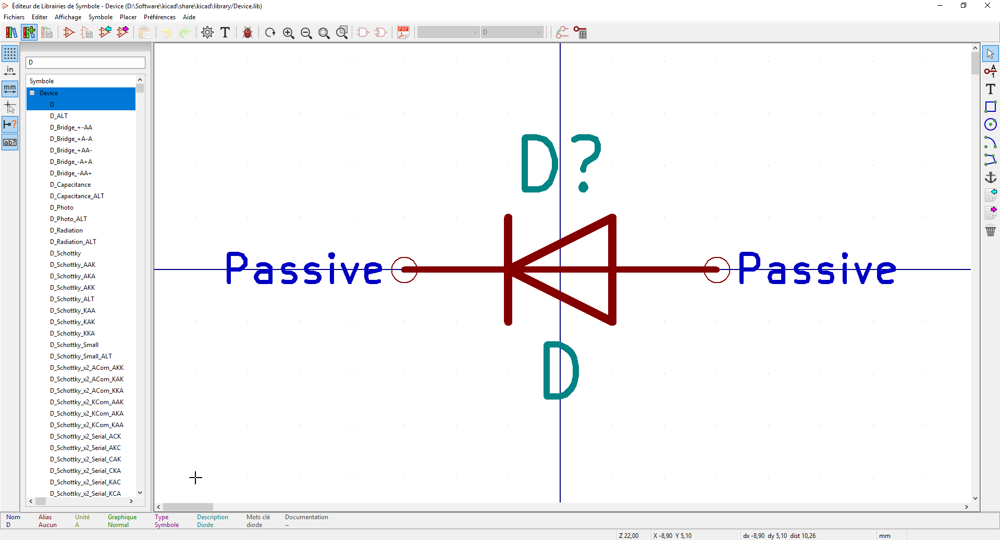 Éditeur de Librairies de Symbole - Device (D:\Software\kicad\share\kicad\library/Device.lib)
Fichiers Editer Affichage Symbole Placer Préférences Aide
T PDF D
in
mm
ab?
A
1
T
D
Symbole
Device
D
D_ALT
D_Bridge_+-AA
D_Bridge_+A-A
D_Bridge_+AA-
D_Bridge_-A+A
D_Bridge_-AA+
D_Capacitance
D_Capacitance_ALT
D_Photo
D_Photo_ALT
D_Radiation
D_Radiation_ALT
D_Schottky
D_Schottky_AAK
D_Schottky_AKA
D_Schottky_AKK
D_Schottky_ALT
D_Schottky_KAA
D_Schottky_KAK
D_Schottky_KKA
D_Schottky_Small
D_Schottky_Small_ALT
D_Schottky_x2_ACom_AKK
D_Schottky_x2_ACom_KAK
D_Schottky_x2_ACom_KKA
D_Schottky_x2_KCom_AAK
D_Schottky_x2_KCom_AKA
D_Schottky_x2_KCom_KAA
D_Schottky_x2_Serial_ACK
D_Schottky_x2_Serial_AKC
D_Schottky_x2_Serial_CAK
D_Schottky_x2_Serial_CKA
D_Schottky_x2_Serial_KAC
D_Schottky_x2_Serial_KCA
D?
Passive Passive
D
Nom Alias Unité Graphique Type Description Mots clé Documentation
D Aucun A Normal Symbole Diode diode ~
Z 22,00 X -8,90 Y 5,10 dx -8,90 dy 5,10 dist 10,26 mm